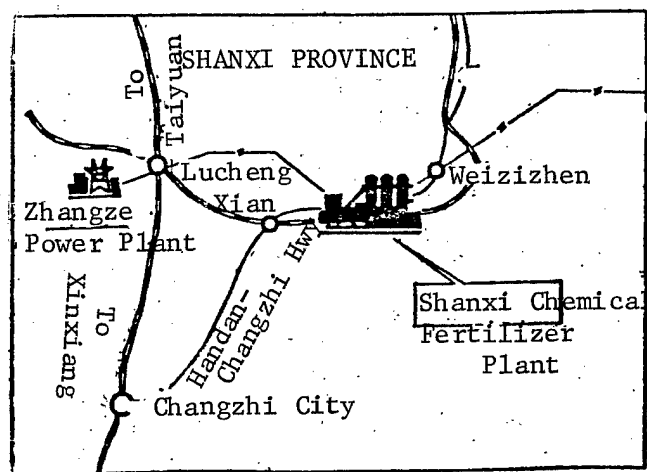 SHANXI PROVINCE
To
Taiyuan
Lucheng
Xian
Weizizhen
Zhangze
Power Plant
Handan-
Changzhi Hwy
To
Xinxiang
Shanxi Chemical
Fertilizer
Plant
Changzhi City